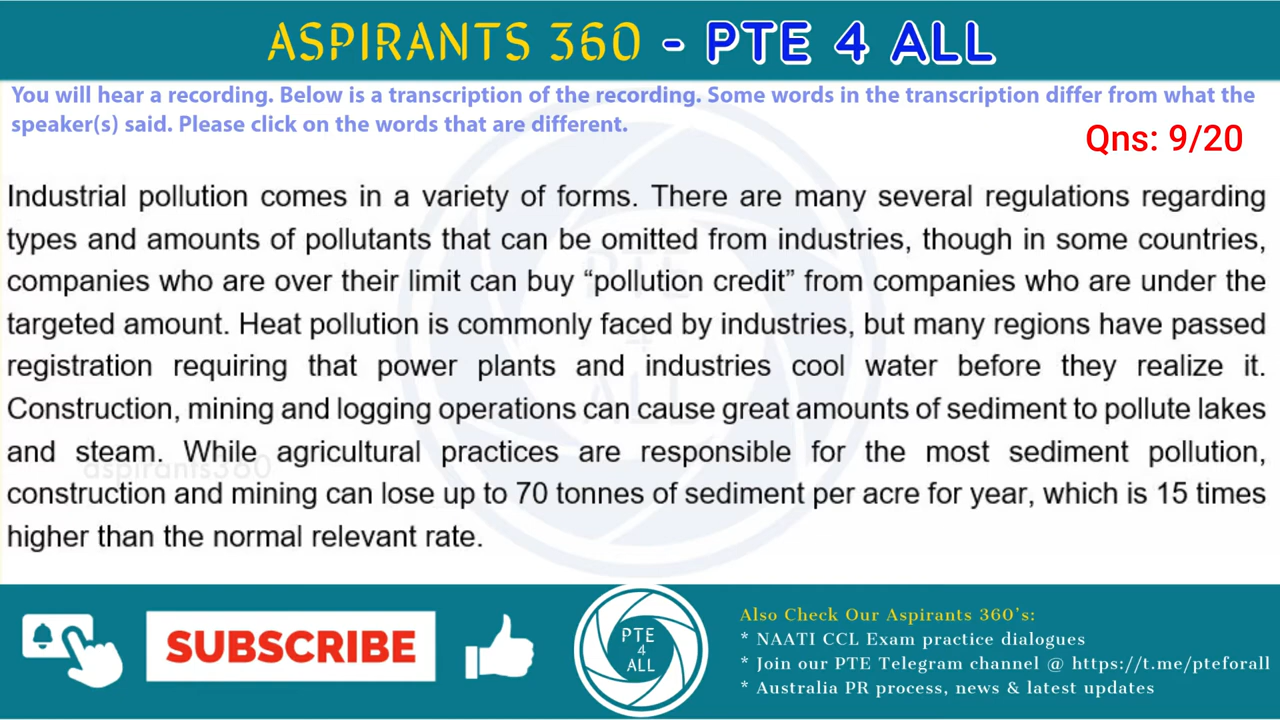 ASPIRANTS 360 - PTE 4 ALL
You will hear a recording. Below is a transcription of the recording. Some words in the transcription differ from what the
speaker(s) said. Please click on the words that are different.
Qns: 9/20
Industrial pollution comes in a variety of forms. There are many several regulations regarding
types and amounts of pollutants that can be omitted from industries, though in some countries,
companies who are over their limit can buy “pollution credit” from companies who are under the
targeted amount. Heat pollution is commonly faced by industries, but many regions have passed
registration requiring that power plants and industries cool water before they realize it.
Construction, mining and logging operations can cause great amounts of sediment to pollute lakes
and steam. While agricultural practices are responsible for the most sediment pollution,
construction and mining can lose up to 70 tonnes of sediment per acre for year, which is 15 times
higher than the normal relevant rate.
PTE
4
ALL
aspirants360
SUBSCRIBE
PTE
4
ALL
Also Check Our Aspirants 360's:
* NAATI CCL Exam practice dialogues
* Join our PTE Telegram channel @ https://t.me/pteforall
* Australia PR process, news & latest updates